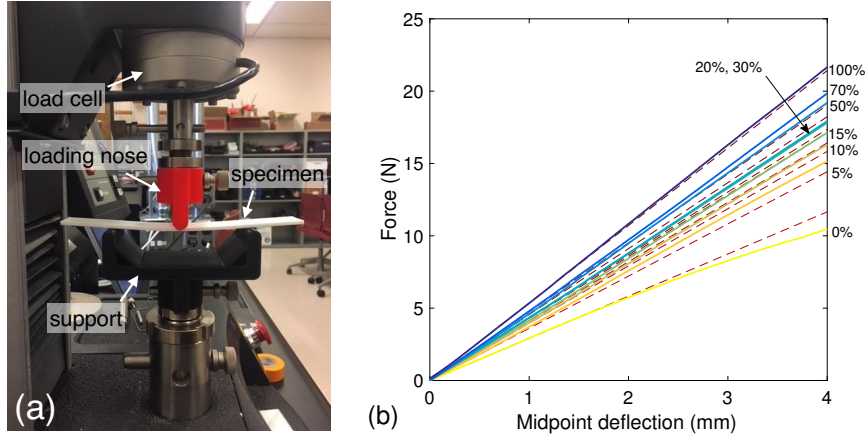 load cell
loading nose
specimen
support
(a)
25
20
15
10
5
0
Force (N)
0
1
2
3
4
Midpoint deflection (mm)
(b)
20%, 30%
100%
70%
50%
15%
10%
5%
0%